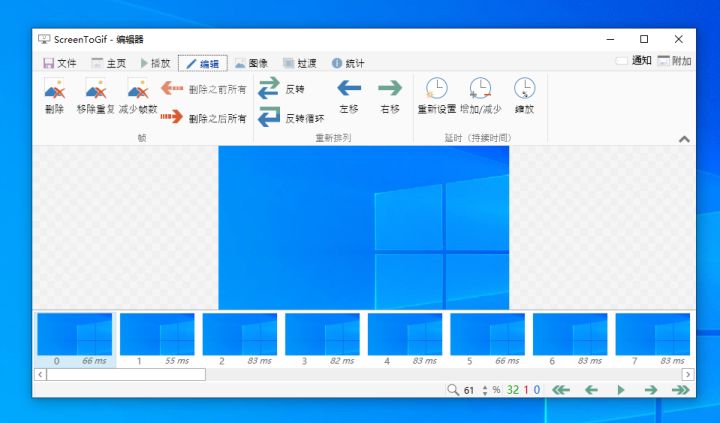 ScreenToGif - 编辑器
文件 主页 播放 编辑 图像 过渡 统计 通知 附加
删除 移除重复 减少帧数 删除之前所有 删除之后所有 反转 反转循环 左移 右移 重新设置 增加/减少 缩放
帧 重新排列 延时（持续时间）
0 66 ms 1 55 ms 2 83 ms 3 82 ms 4 83 ms 5 66 ms 6 83 ms 7 83 ms
61 % 32 1 0